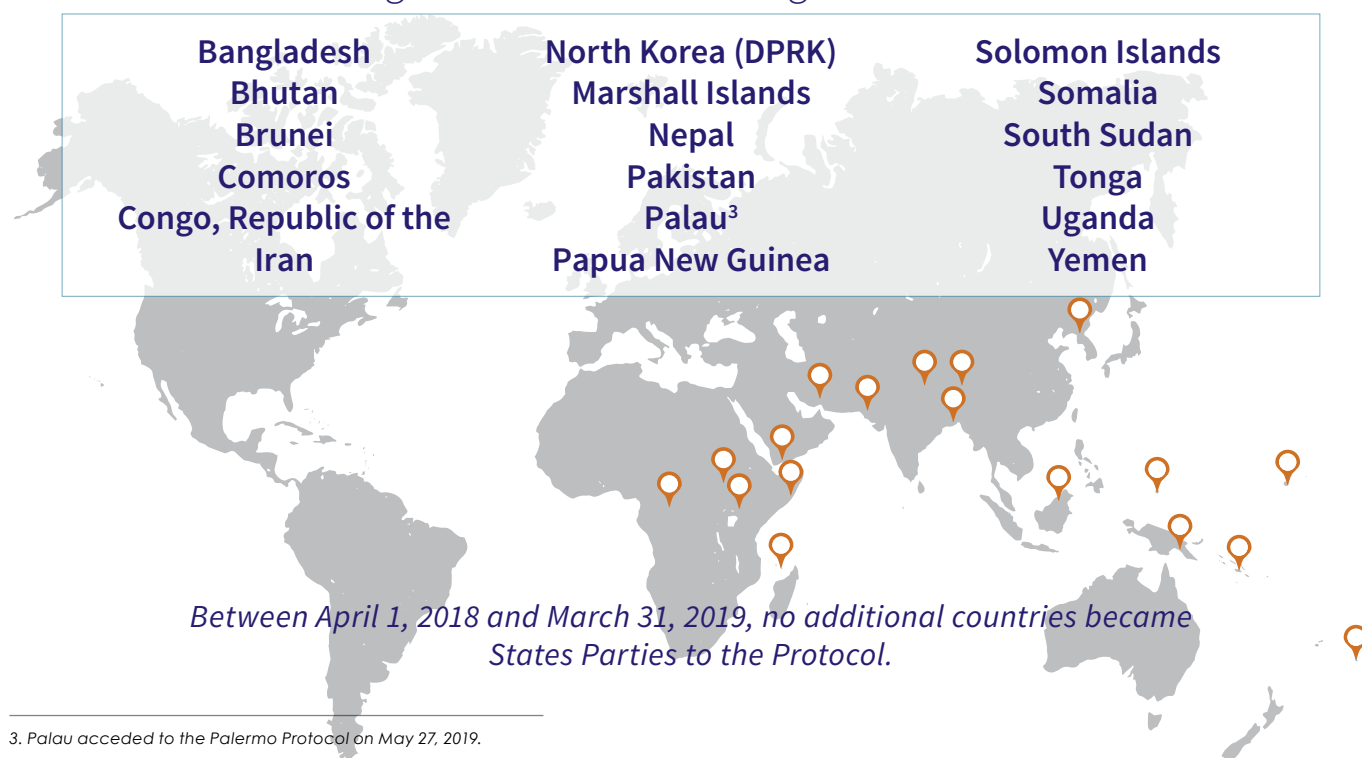 Bangladesh
Bhutan
Brunei
Comoros
Congo, Republic of the
Iran
North Korea (DPRK)
Marshall Islands
Nepal
Pakistan
Palau3
Papua New Guinea
Solomon Islands
Somalia
South Sudan
Tonga
Uganda
Yemen
Between April 1, 2018 and March 31, 2019, no additional countries became
States Parties to the Protocol.
3. Palau acceded to the Palermo Protocol on May 27, 2019.